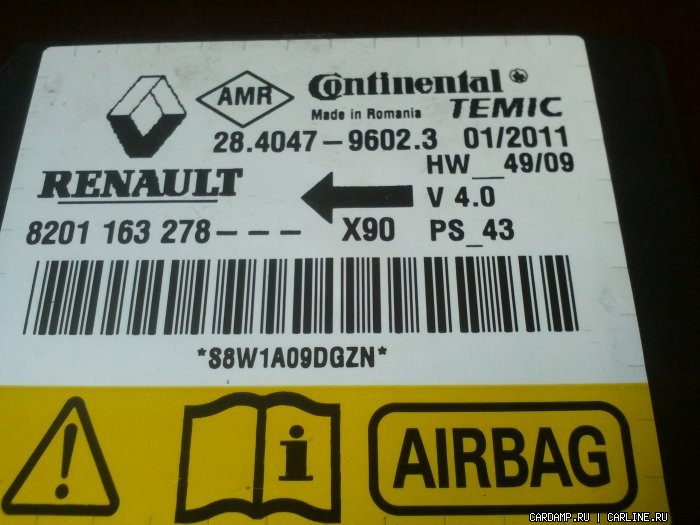 AMR Continental
Made in Romania TEMIC
28.4047-9602.3 01/2011
HW__49/09
RENAULT
V 4.0
8201 163 278--- X90 PS_43
*S8W1A09DGZN*
i
AIRBAG
CARDAMP.RU | CARLINE.RU